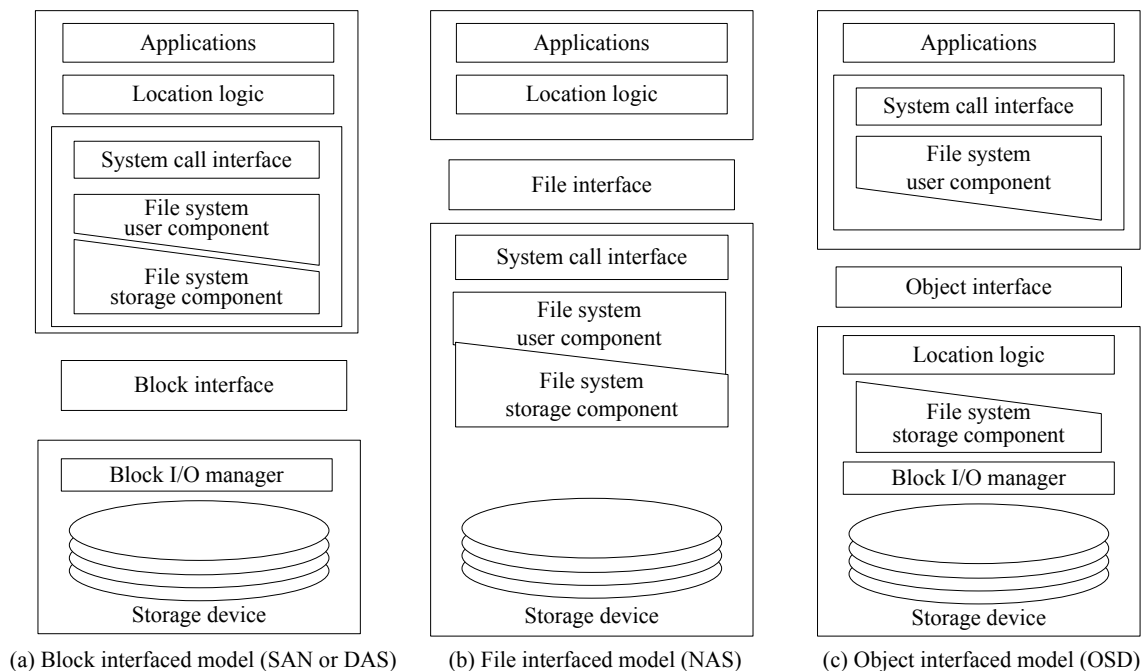 Applications
Location logic
System call interface
File system
user component
File system
storage component
Block interface
Block I/O manager
Storage device
(a) Block interfaced model (SAN or DAS)
Applications
Location logic
File interface
System call interface
File system
user component
File system
storage component
Storage device
(b) File interfaced model (NAS)
Applications
System call interface
File system
user component
Object interface
Location logic
File system
storage component
Block I/O manager
Storage device
(c) Object interfaced model (OSD)